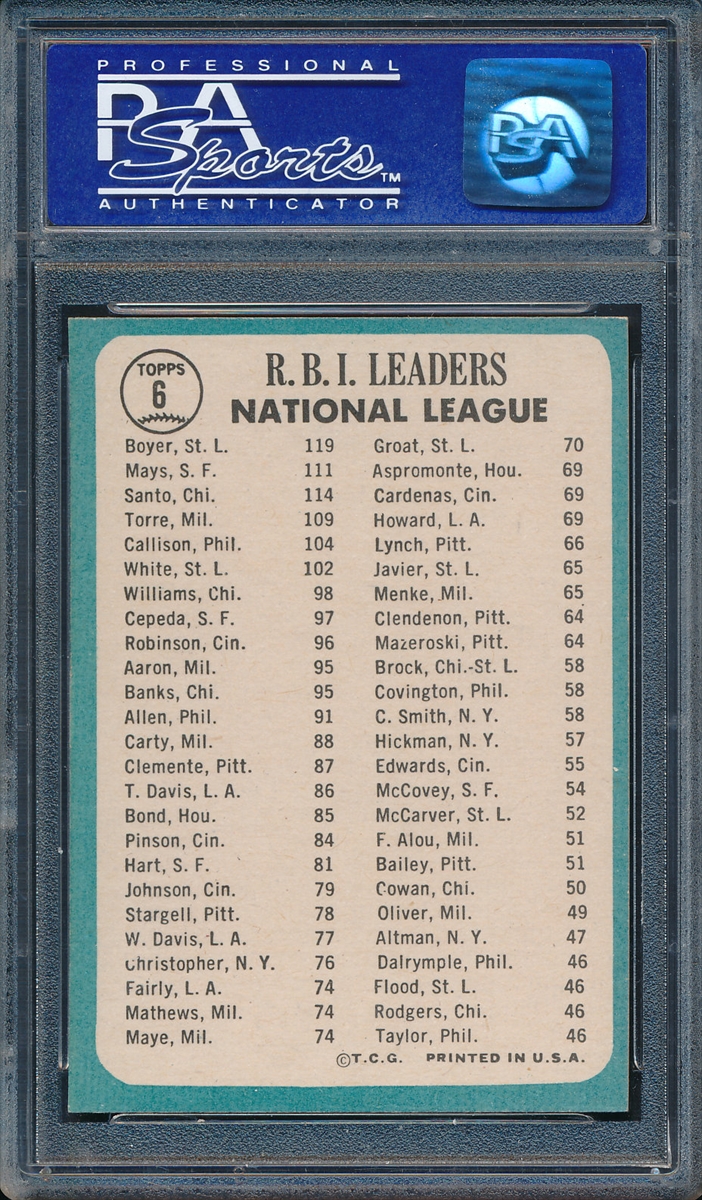 PROFESSIONAL
PSA
Sports™
AUTHENTICATOR
PSA
TOPPS
6
R. B. I. LEADERS
NATIONAL LEAGUE
Boyer, St. L. 119
Mays, S. F. 111
Santo, Chi. 114
Torre, Mil. 109
Callison, Phil. 104
White, St. L. 102
Williams, Chi. 98
Cepeda, S. F. 97
Robinson, Cin. 96
Aaron, Mil. 95
Banks, Chi. 95
Allen, Phil. 91
Carty, Mil. 88
Clemente, Pitt. 87
T. Davis, L. A. 86
Bond, Hou. 85
Pinson, Cin. 84
Hart, S. F. 81
Johnson, Cin. 79
Stargell, Pitt. 78
W. Davis, L. A. 77
Christopher, N. Y. 76
Fairly, L. A. 74
Mathews, Mil. 74
Maye, Mil. 74
Groat, St. L. 70
Aspromonte, Hou. 69
Cardenas, Cin. 69
Howard, L. A. 69
Lynch, Pitt. 66
Javier, St. L. 65
Menke, Mil. 65
Clendenon, Pitt. 64
Mazeroski, Pitt. 64
Brock, Chi.-St. L. 58
Covington, Phil. 58
C. Smith, N. Y. 58
Hickman, N. Y. 57
Edwards, Cin. 55
McCovey, S. F. 54
McCarver, St. L. 52
F. Alou, Mil. 51
Bailey, Pitt. 51
Cowan, Chi. 50
Oliver, Mil. 49
Altman, N. Y. 47
Dalrymple, Phil. 46
Flood, St. L. 46
Rodgers, Chi. 46
Taylor, Phil. 46
©T.C.G. PRINTED IN U.S.A.